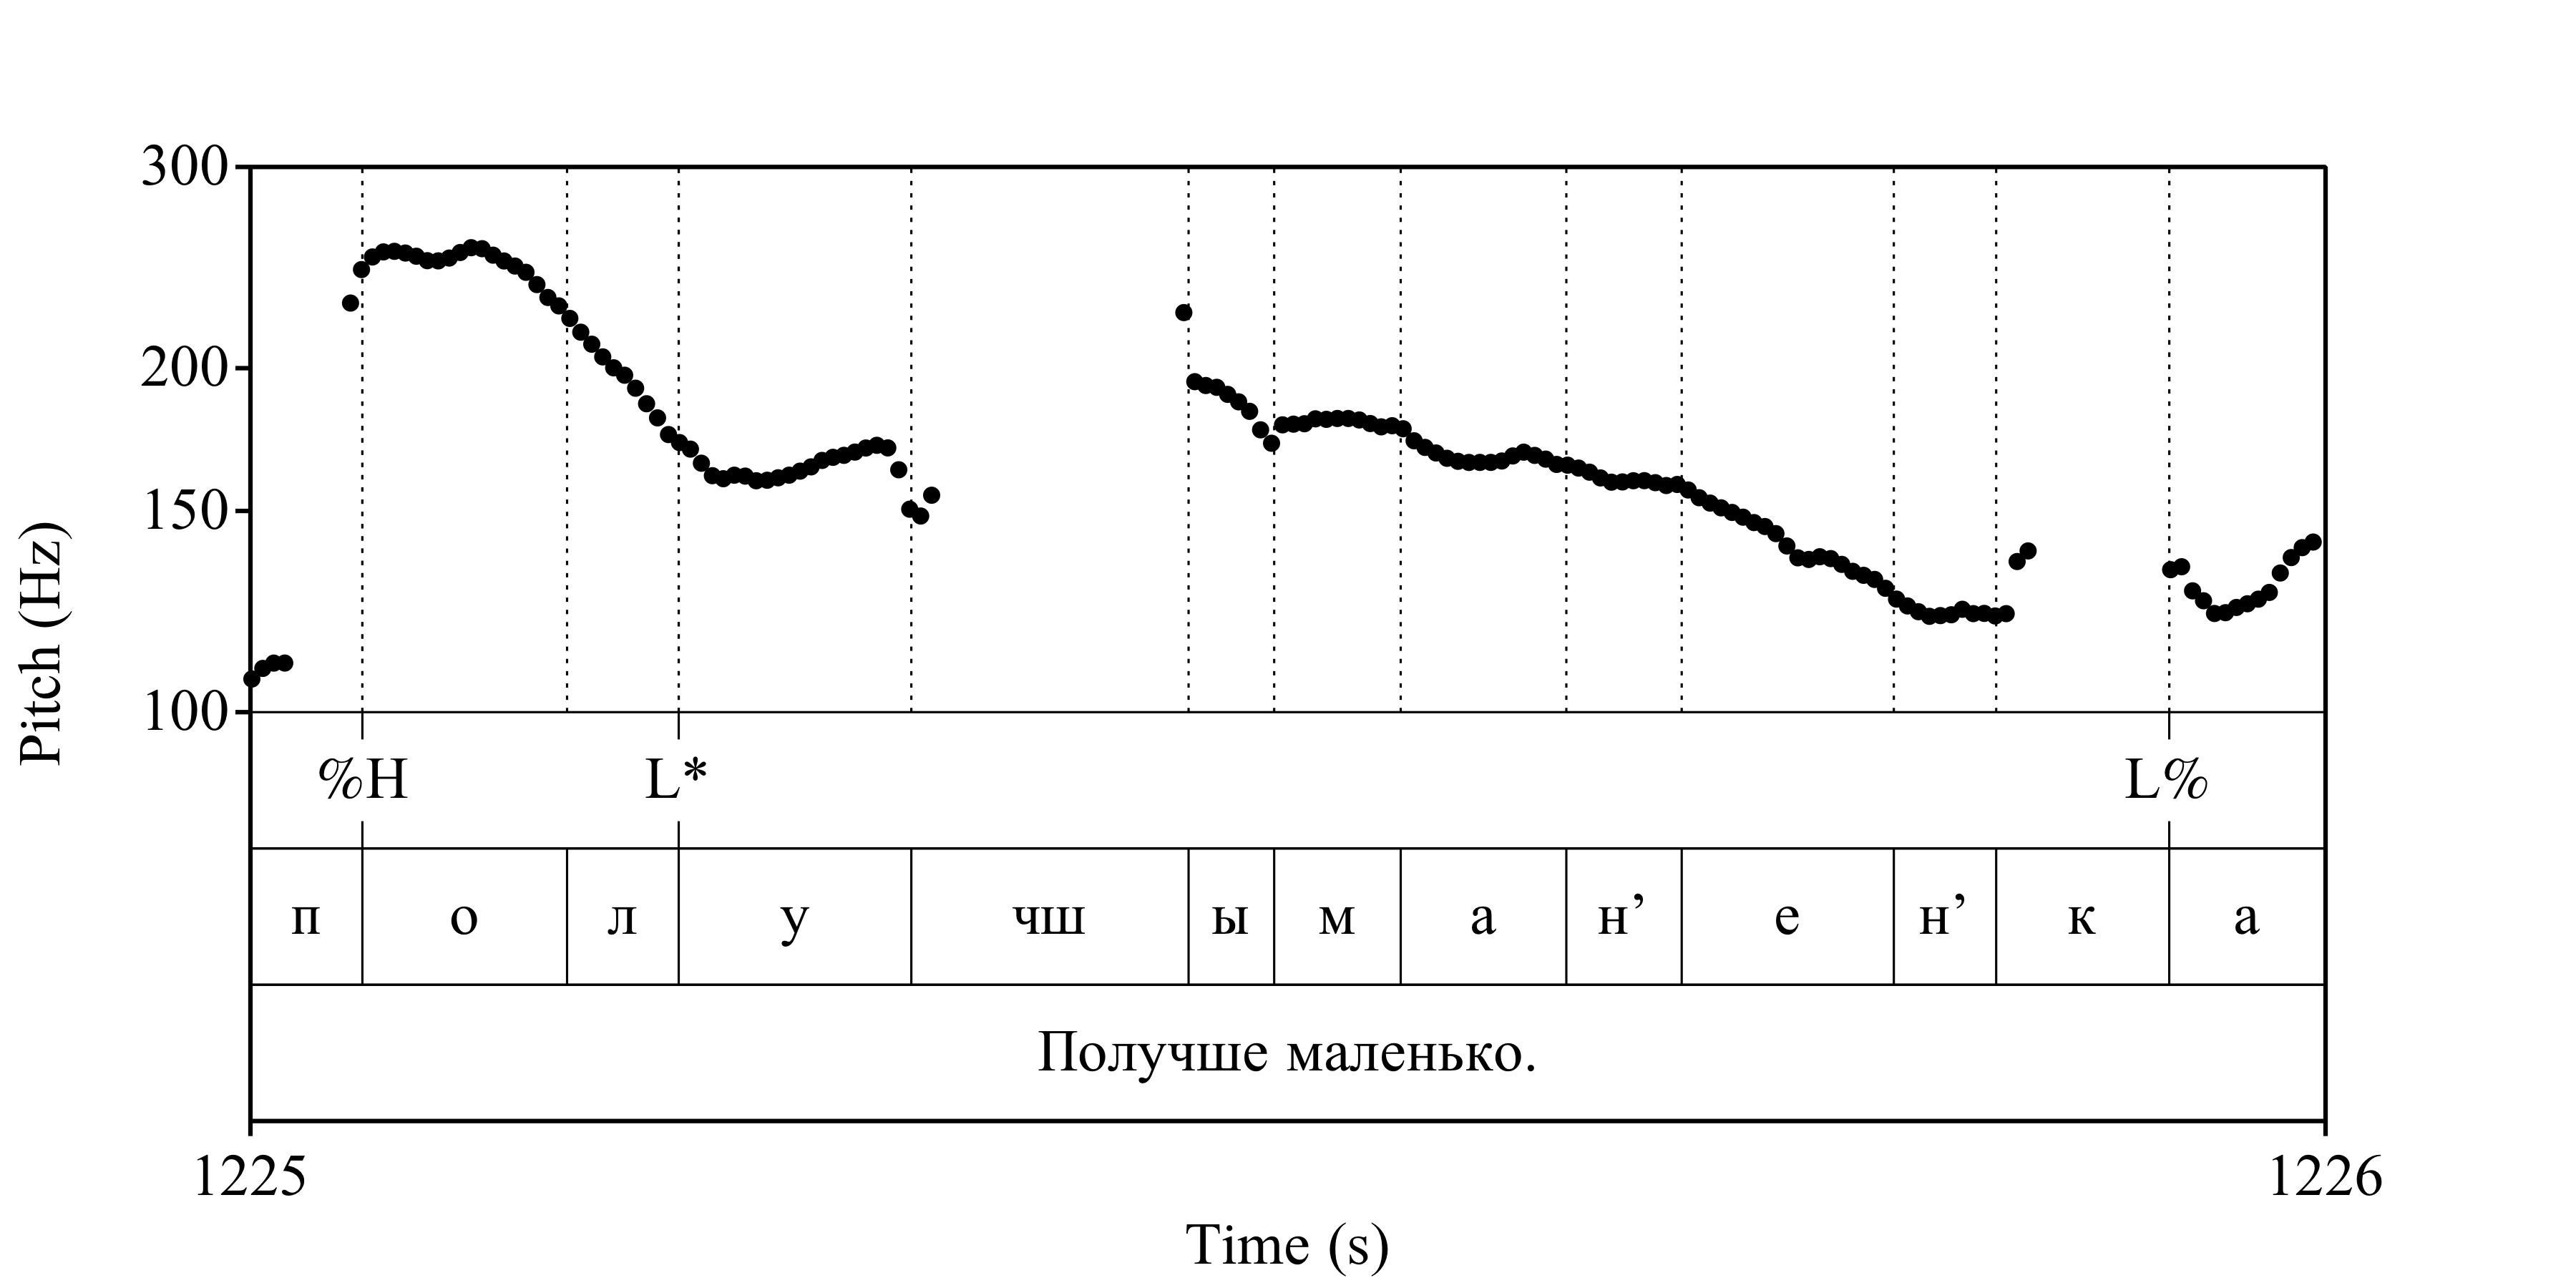 300
200
150
100
Pitch (Hz)
%H L* L%
п о л у чш ы м а н’ е н’ к а
Получше маленько.
1225 1226
Time (s)